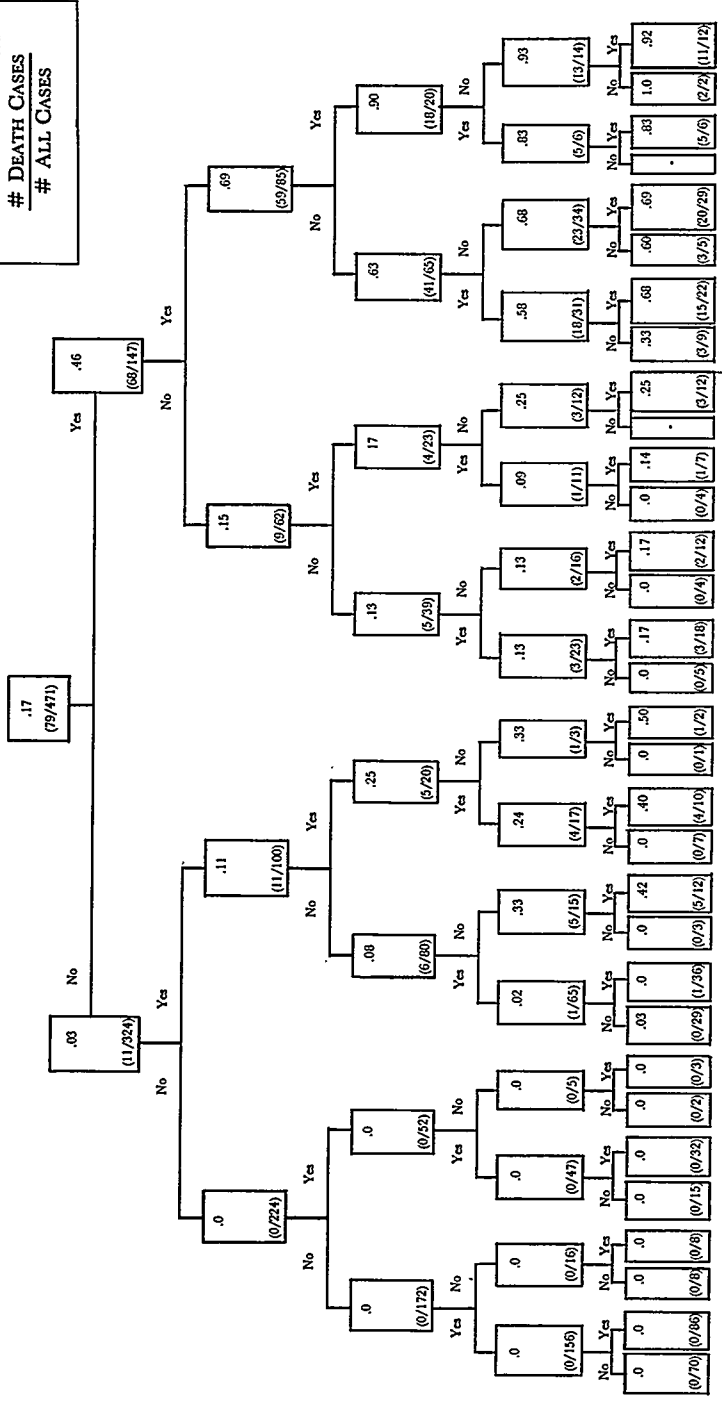 # DEATH CASES
# ALL CASES
.17
(79/471)
No Yes
.03 .46
(11/324) (68/147)
No Yes No Yes
.0 .11 .15 .69
(0/224) (11/100) (9/62) (59/85)
No Yes No Yes No Yes No Yes
.0 .0 .08 .25 .13 17 .63 .90
(0/172) (0/52) (6/80) (5/20) (5/39) (4/23) (41/65) (18/20)
Yes No Yes No Yes No Yes No Yes No Yes No Yes No Yes No
.0 .0 .0 .0 .02 .33 .24 .33 .13 .13 .09 .25 .58 .68 .83 .93
(0/156) (0/16) (0/47) (0/5) (1/65) (5/15) (4/17) (1/3) (3/23) (2/16) (1/11) (3/12) (18/31) (23/34) (5/6) (13/14)
No Yes No Yes No Yes No Yes No Yes No Yes No Yes No Yes No Yes No Yes No Yes No Yes No Yes No Yes No Yes No Yes
.0 .0 .0 .0 .0 .0 .0 .0 .03 .0 .0 .42 .0 .40 .0 .50 .0 .17 .0 .17 .0 .14 . .25 .33 .68 .60 .69 . .83 1.0 .92
(0/70) (0/86) (0/8) (0/8) (0/15) (0/32) (0/2) (0/3) (0/29) (1/36) (0/3) (5/12) (0/7) (4/10) (0/1) (1/2) (0/5) (3/18) (0/4) (2/12) (0/4) (1/7) (3/12) (3/9) (15/22) (3/5) (20/29) (5/6) (2/2) (11/12)